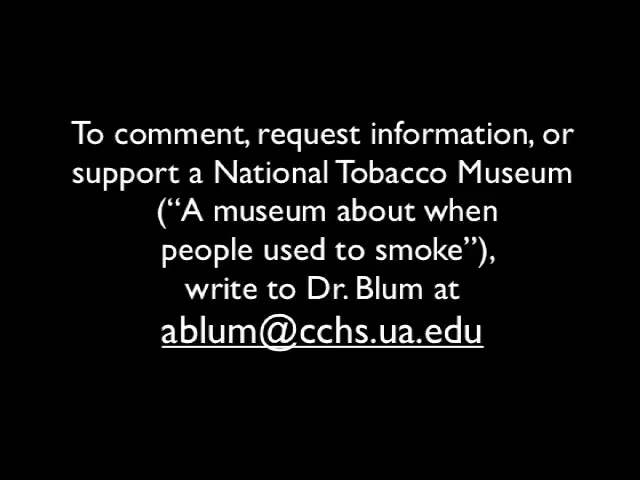 To comment, request information, or
support a National Tobacco Museum
(“A museum about when
people used to smoke”),
write to Dr. Blum at
ablum@cchs.ua.edu